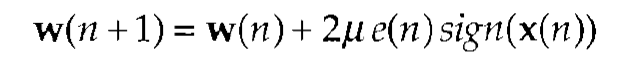 w(n + 1) = w(n) + 2μ e(n) sign(x(n))